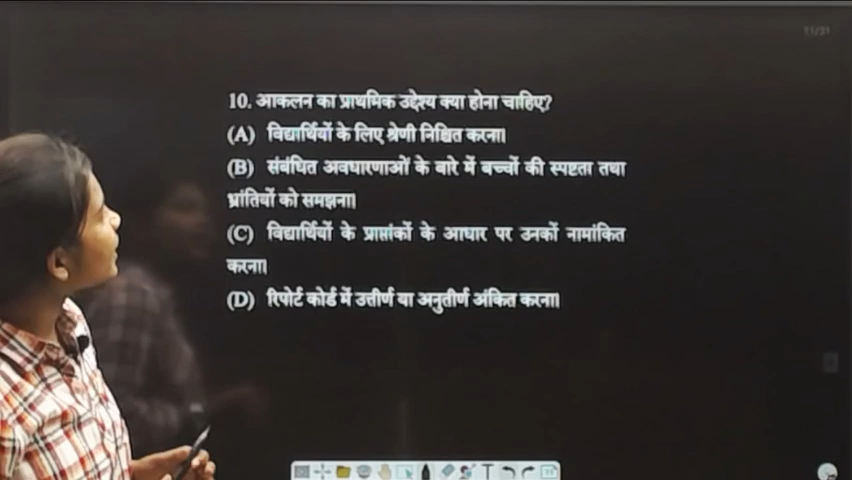 10. आकलन का प्राथमिक उद्देश्य क्या होना चाहिए?
(A) विद्यार्थियों के लिए श्रेणी निश्चित करना।
(B) संबंधित अवधारणाओं के बारे में बच्चों की स्पष्टता तथा
भ्रांतियों को समझना।
(C) विद्यार्थियों के प्राप्तांकों के आधार पर उनकों नामांकित
करना।
(D) रिपोर्ट कोर्ड में उत्तीर्ण या अनुतीर्ण अंकित करना।